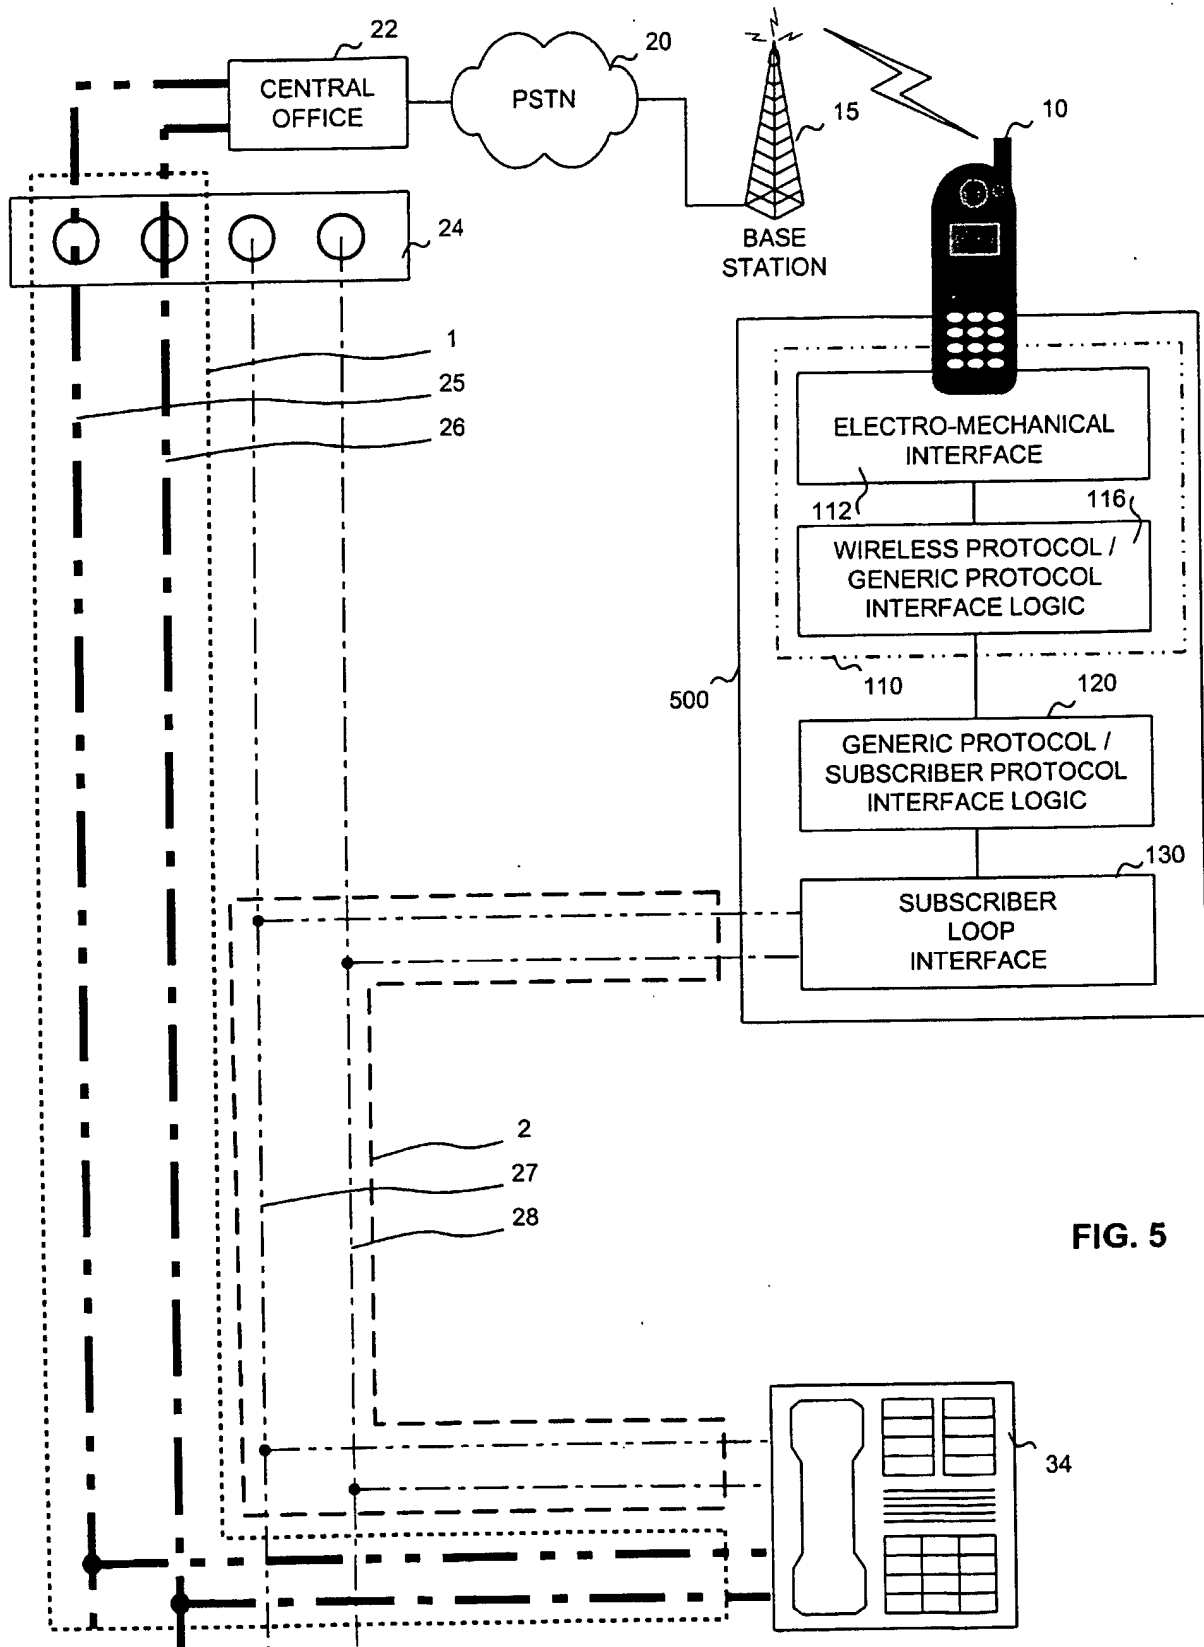 22
CENTRAL
OFFICE
PSTN
20
15
10
BASE
STATION
24
1
25
26
ELECTRO-MECHANICAL
INTERFACE
112
116
WIRELESS PROTOCOL /
GENERIC PROTOCOL
INTERFACE LOGIC
110
500
120
GENERIC PROTOCOL /
SUBSCRIBER PROTOCOL
INTERFACE LOGIC
130
SUBSCRIBER
LOOP
INTERFACE
2
27
28
FIG. 5
34